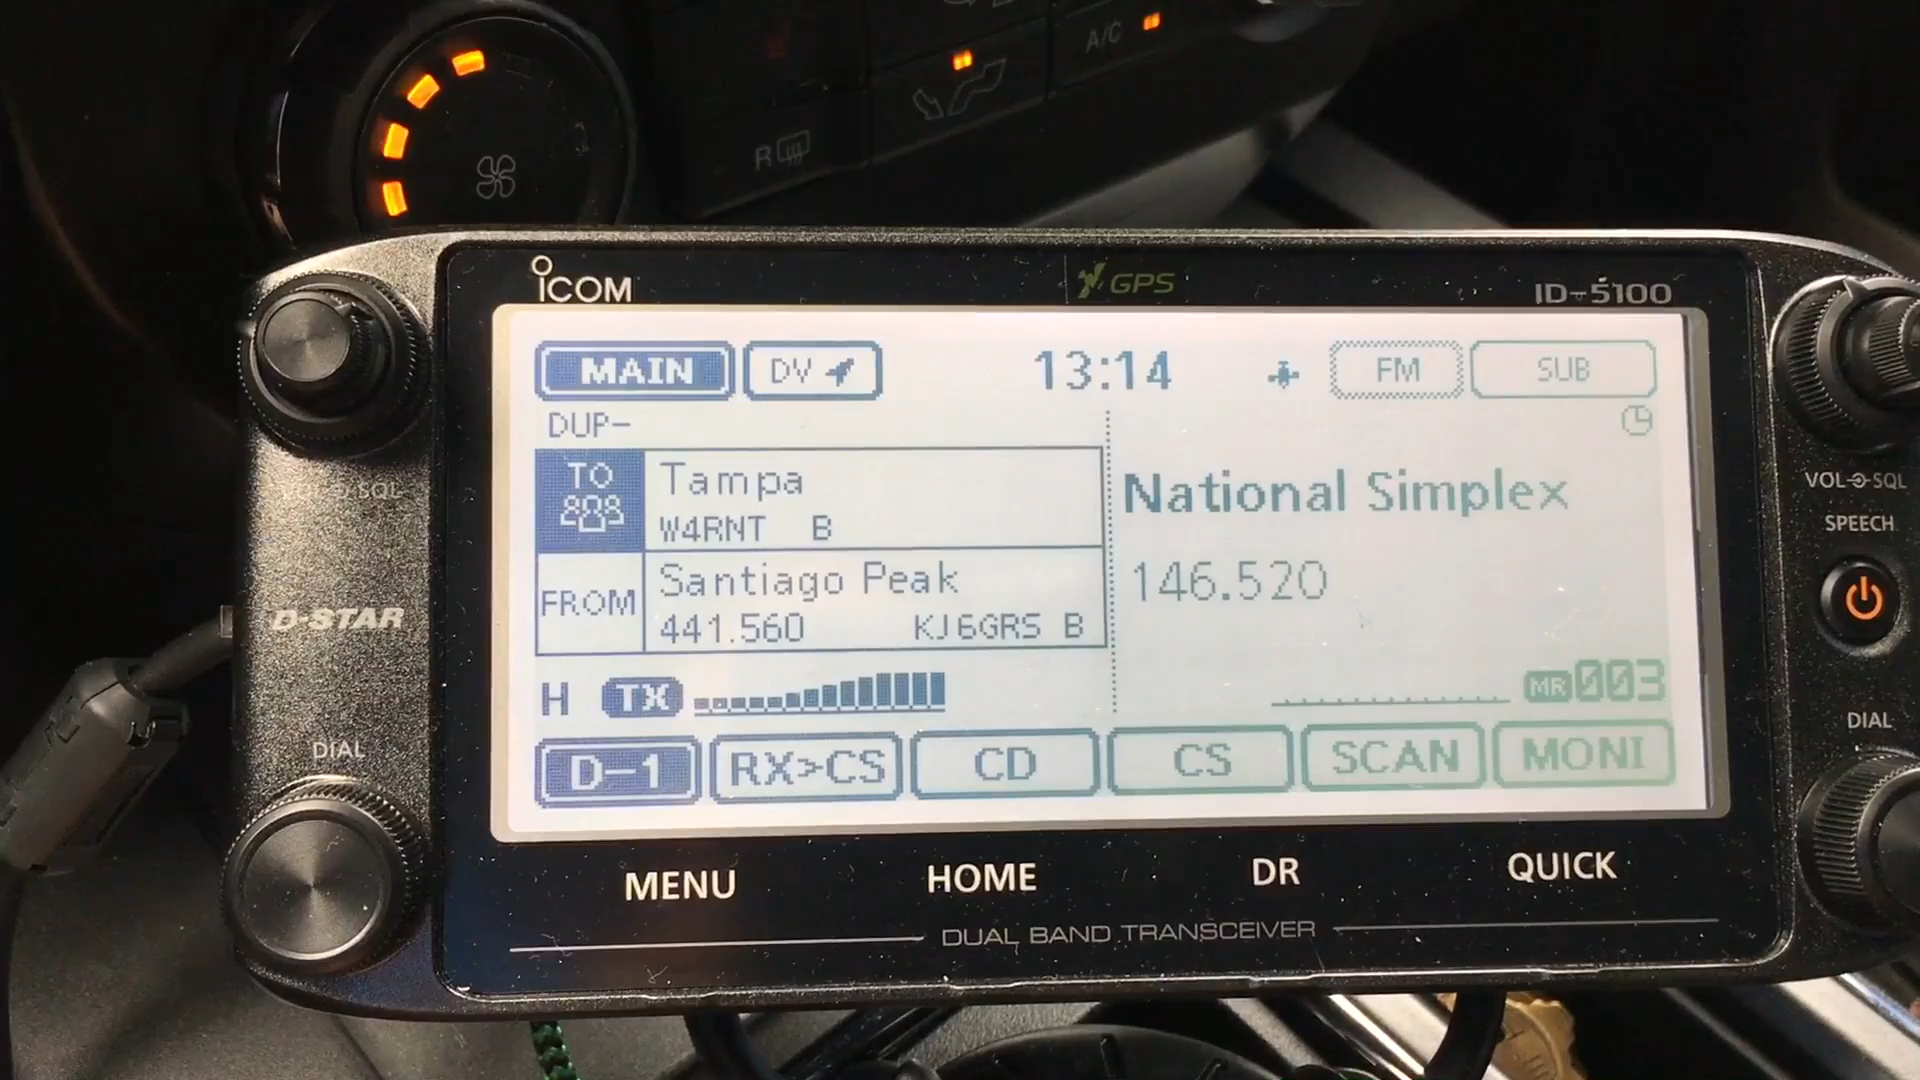 A/C
R
ICOM
GPS
ID-5100
MAIN
DV
13:14
FM
SUB
DUP-
TO
Tampa
W4RNT B
FROM
Santiago Peak
441.560 KJ6GRS B
National Simplex
146.520
H
TX
MR 003
D-1
RX>CS
CD
CS
SCAN
MONI
VOL SQL
D-STAR
DIAL
VOL SQL
SPEECH
DIAL
MENU
HOME
DR
QUICK
DUAL BAND TRANSCEIVER